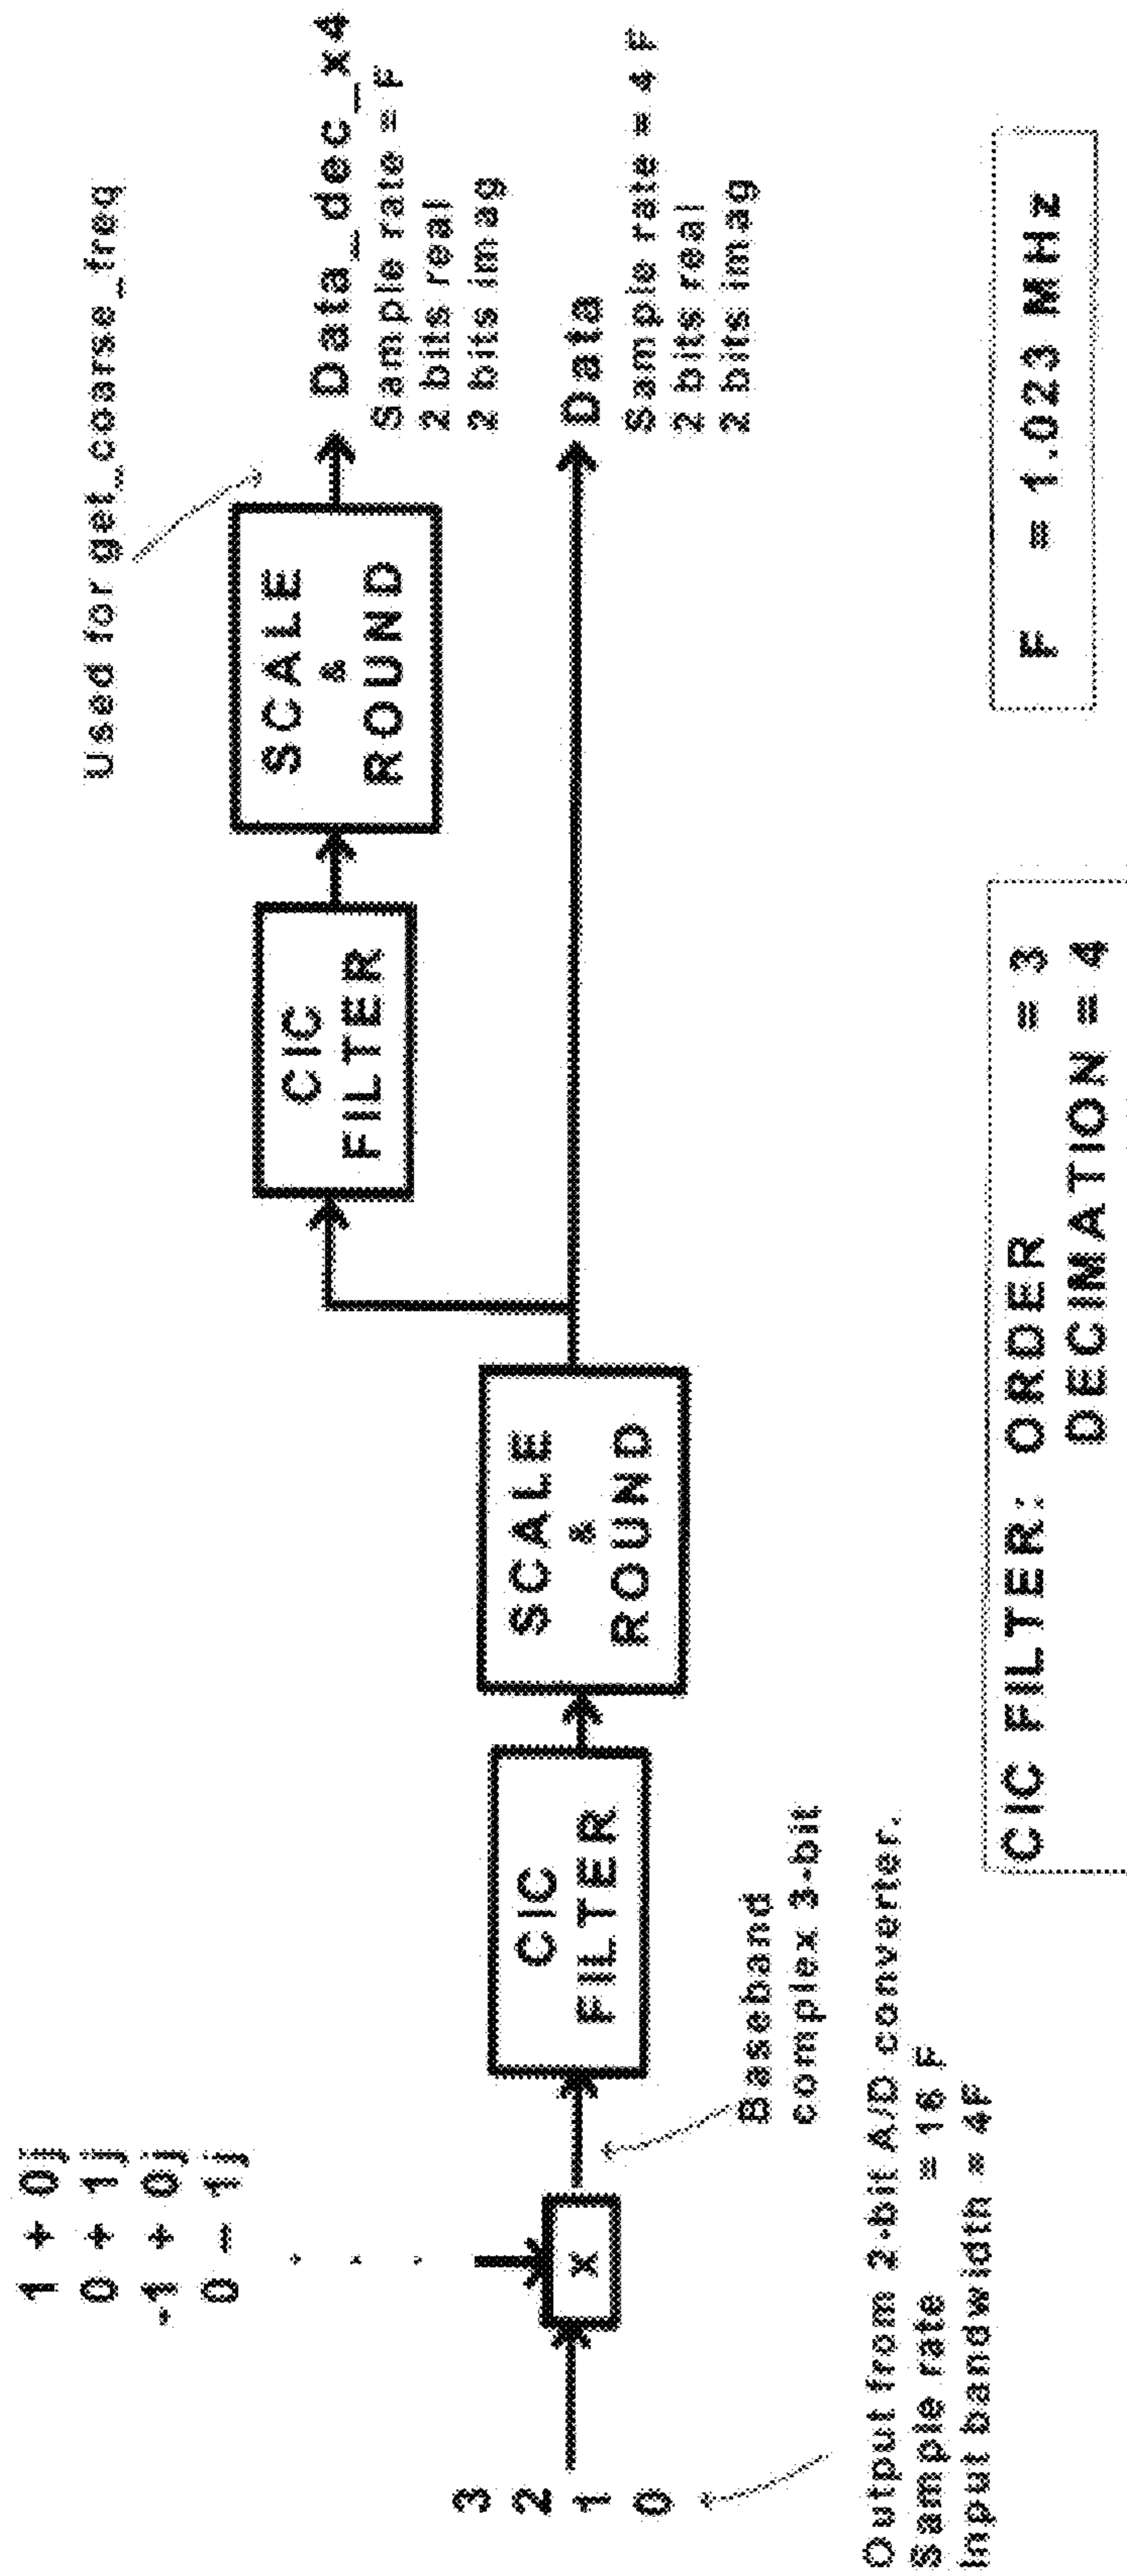 Used for get_coarse_freq
1 + 0j
0 + 1j
-1 + 0j
0 – 1j
3
2
1
0
x
CIC
FILTER
SCALE
&
ROUND
CIC
FILTER
SCALE
&
ROUND
Data_dec_x4
Sample rate = F
2 bits real
2 bits imag
Data
Sample rate = 4F
2 bits real
2 bits imag
Baseband
complex 3-bit
Output from 2-bit A/D converter.
Sample rate = 16 F
Input bandwidth = 4F
CIC FILTER: ORDER = 3
DECIMATION = 4
F = 1.023 MHz